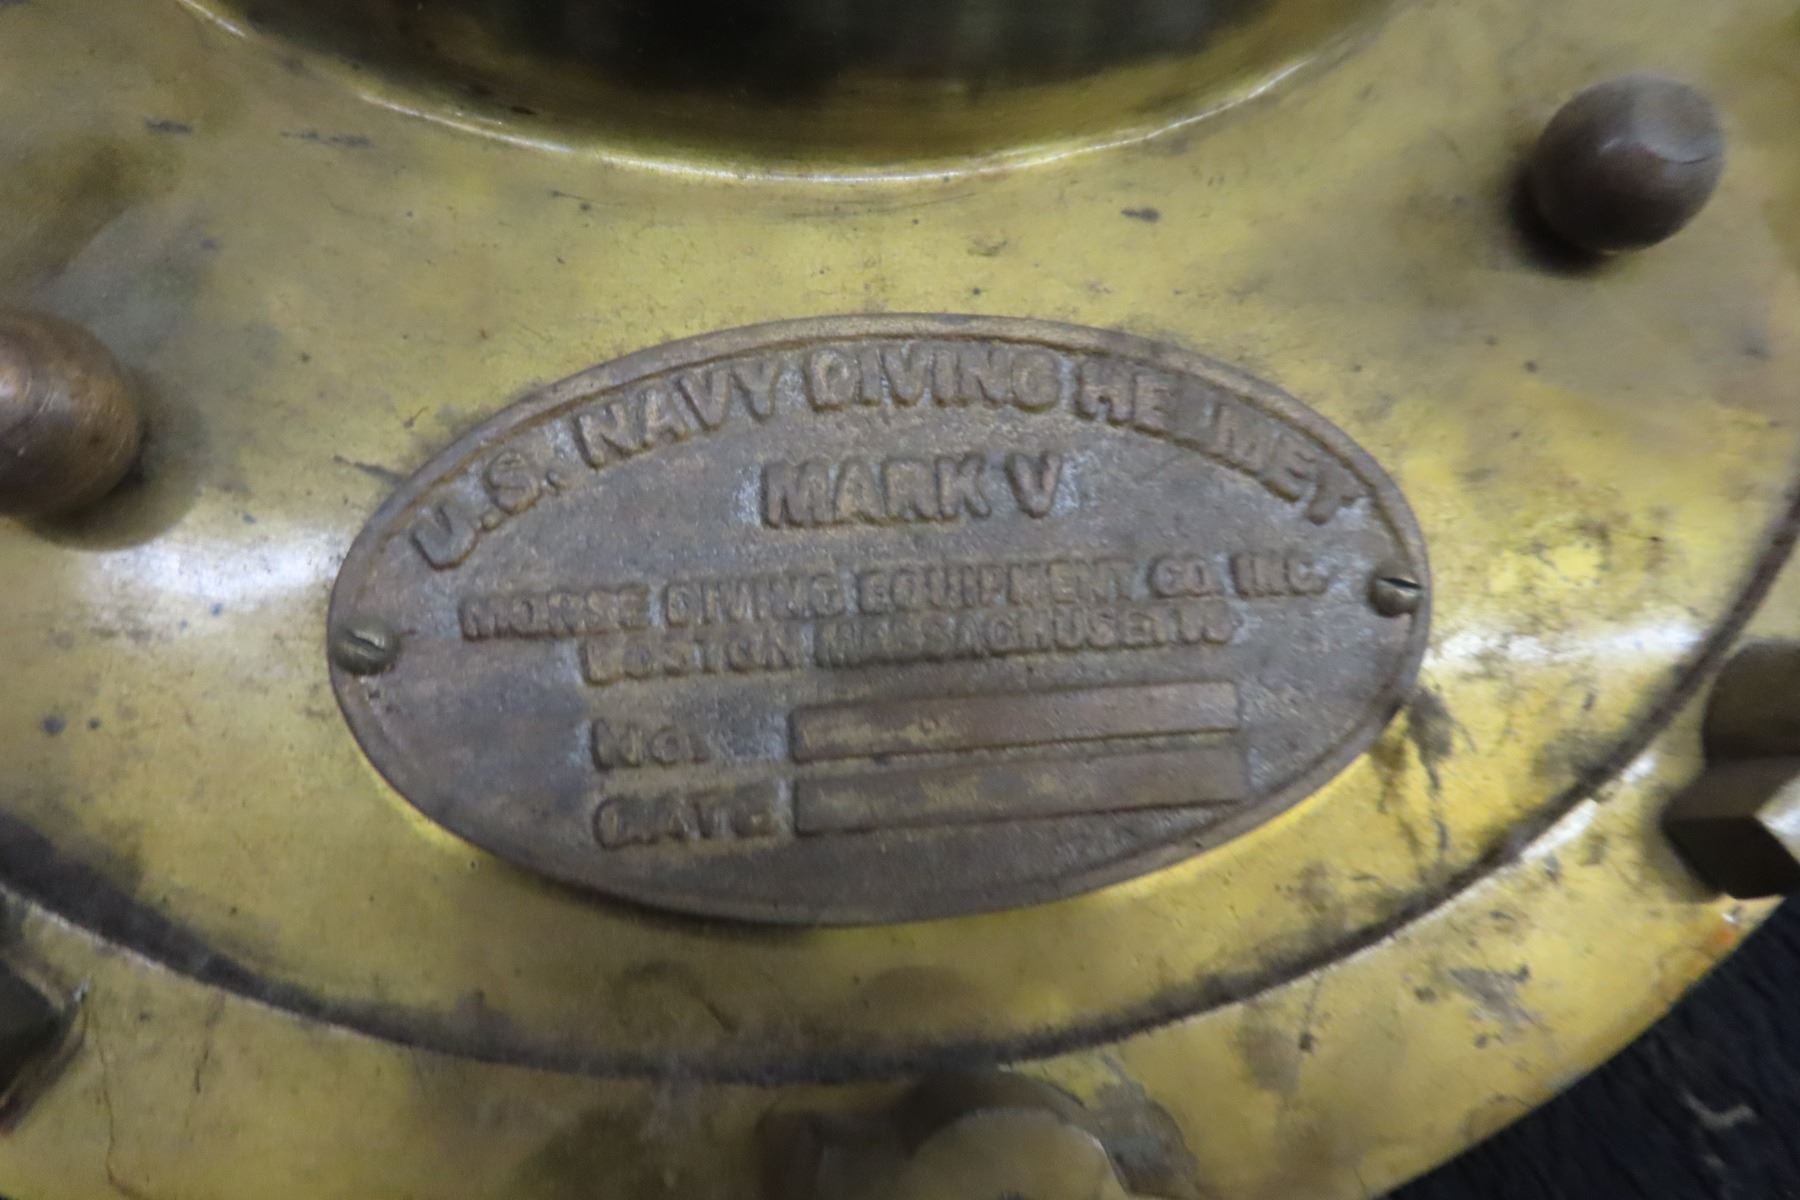 U.S. NAVY DIVING HELMET
MARK V
MORSE DIVING EQUIPMENT CO. INC.
BOSTON MASSACHUSETTS
NO.
DATE